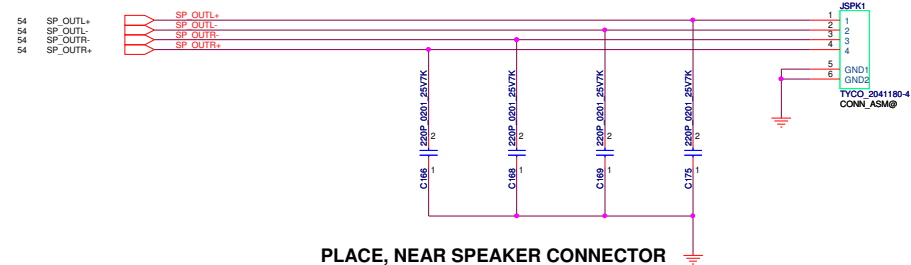 JSPK1
54 SP_OUTL+ SP_OUTL+ 1 1
54 SP_OUTL- SP_OUTL- 2 2
54 SP_OUTR- SP_OUTR- 3 3
54 SP_OUTR+ SP_OUTR+ 4 4
5 GND1
6 GND2
TYCO_2041180-4
CONN_ASM@
220P_0201_25V7K 220P_0201_25V7K 220P_0201_25V7K 220P_0201_25V7K
2 2 2 2
1 1 1 1
C166 C168 C169 C175
PLACE, NEAR SPEAKER CONNECTOR